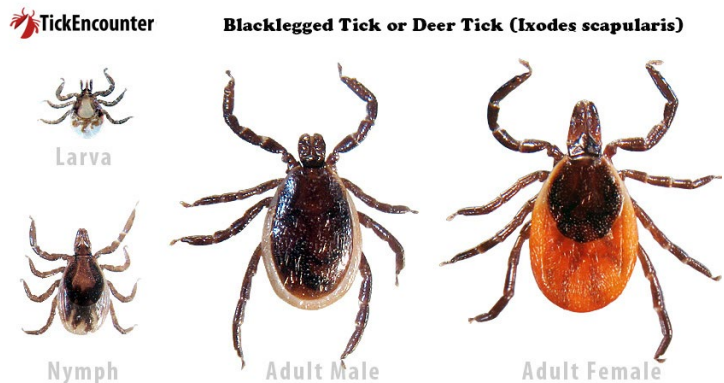 TickEncounter
Blacklegged Tick or Deer Tick (Ixodes scapularis)
Larva
Nymph
Adult Male
Adult Female